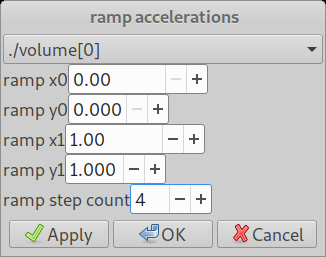 ramp accelerations
./volume[0]
ramp x0 0.00 − +
ramp y0 0.000 − +
ramp x1 1.00 − +
ramp y1 1.000 − +
ramp step count 4 − +
Apply OK Cancel